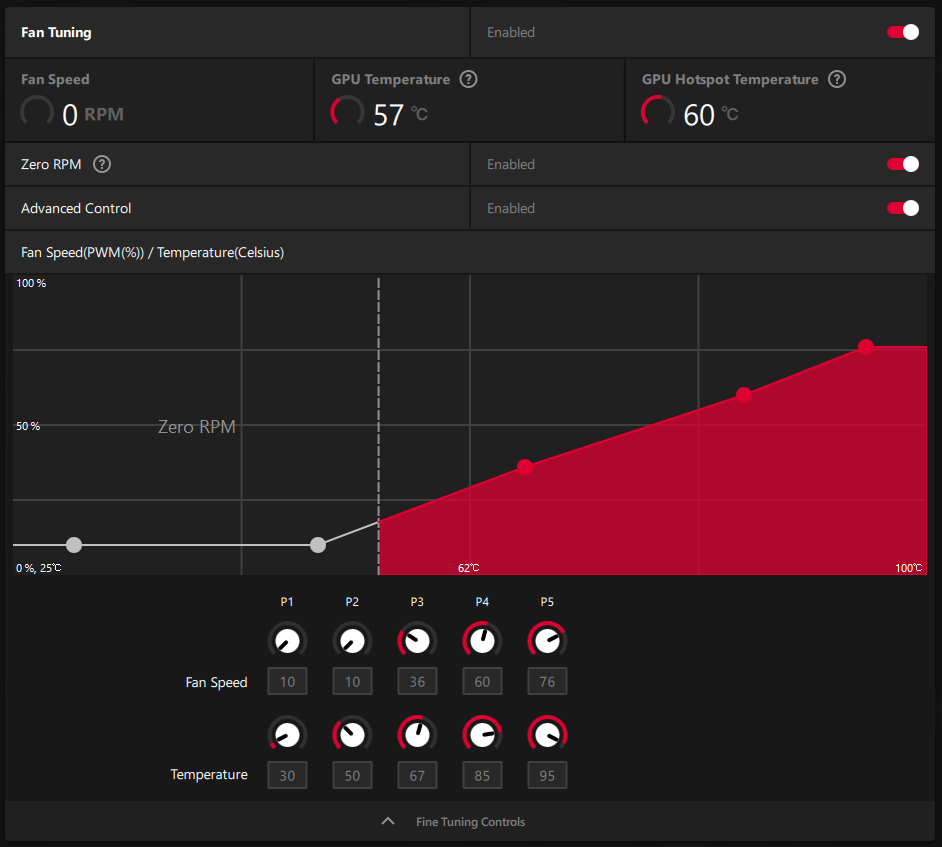 Fan Tuning Enabled
Fan Speed GPU Temperature ? GPU Hotspot Temperature ?
0 RPM 57 °C 60 °C
Zero RPM ? Enabled
Advanced Control Enabled
Fan Speed(PWM(%)) / Temperature(Celsius)
100 %
50 % Zero RPM
0 %, 25℃ 62℃ 100℃
P1 P2 P3 P4 P5
Fan Speed 10 10 36 60 76
Temperature 30 50 67 85 95
Fine Tuning Controls